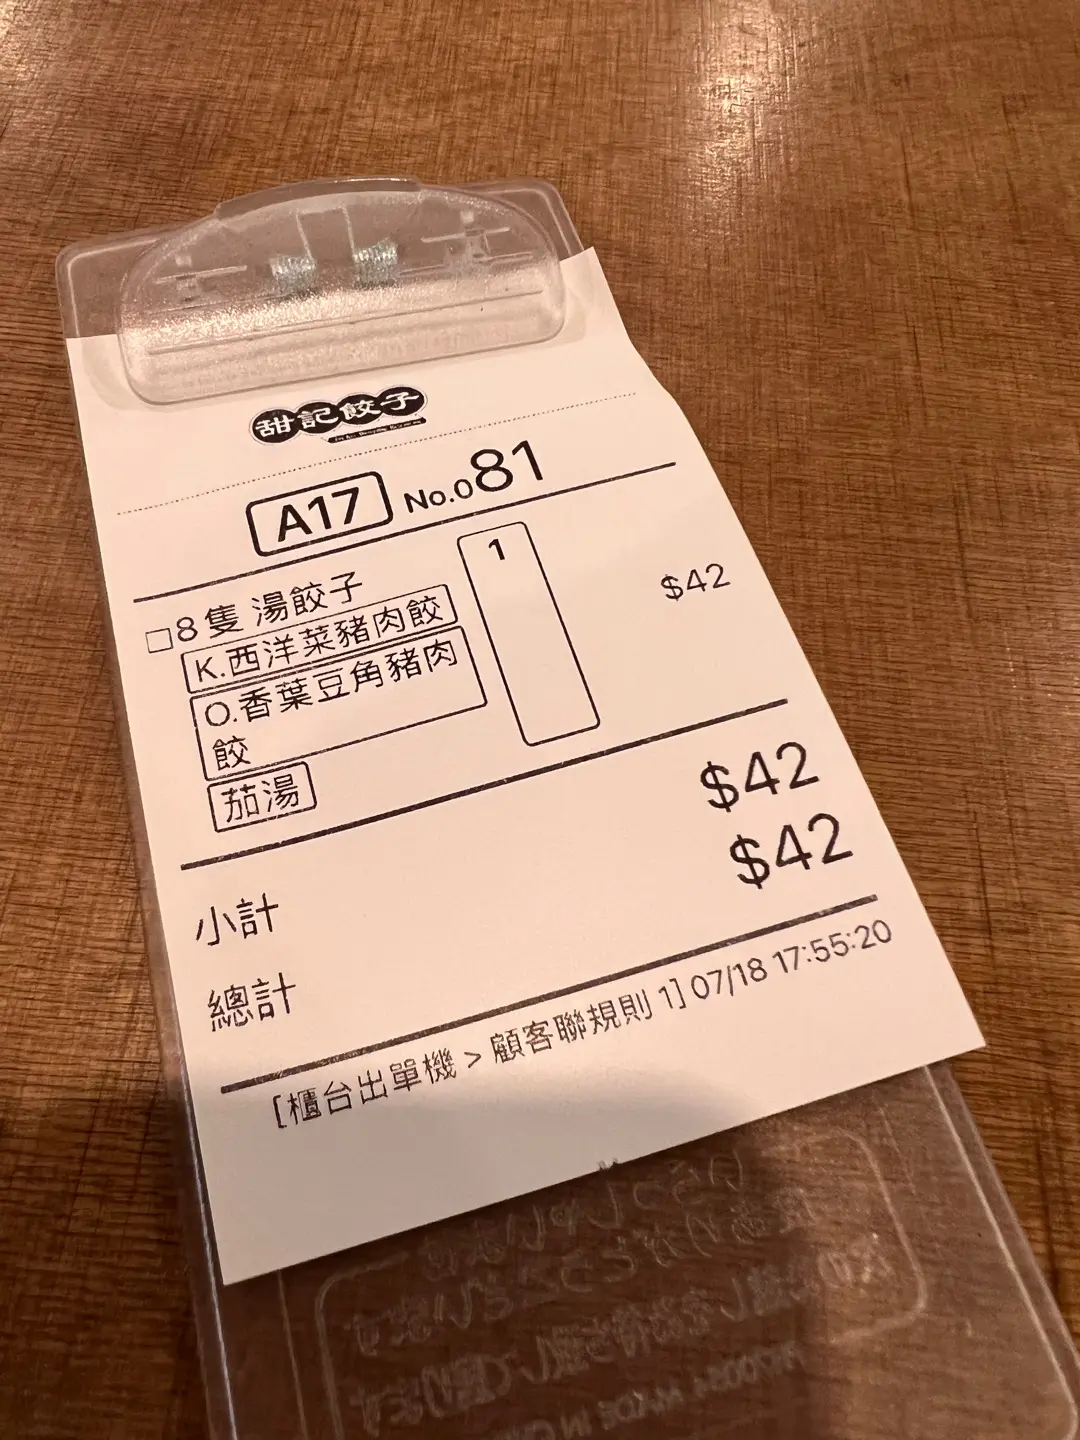 甜記餃子
A17 No.081
□8隻 湯餃子 1 $42
K.西洋菜豬肉餃
O.香葉豆角豬肉
餃
茄湯
小計 $42
總計 $42
[櫃台出單機 > 顧客聯規則 1] 07/18 17:55:20